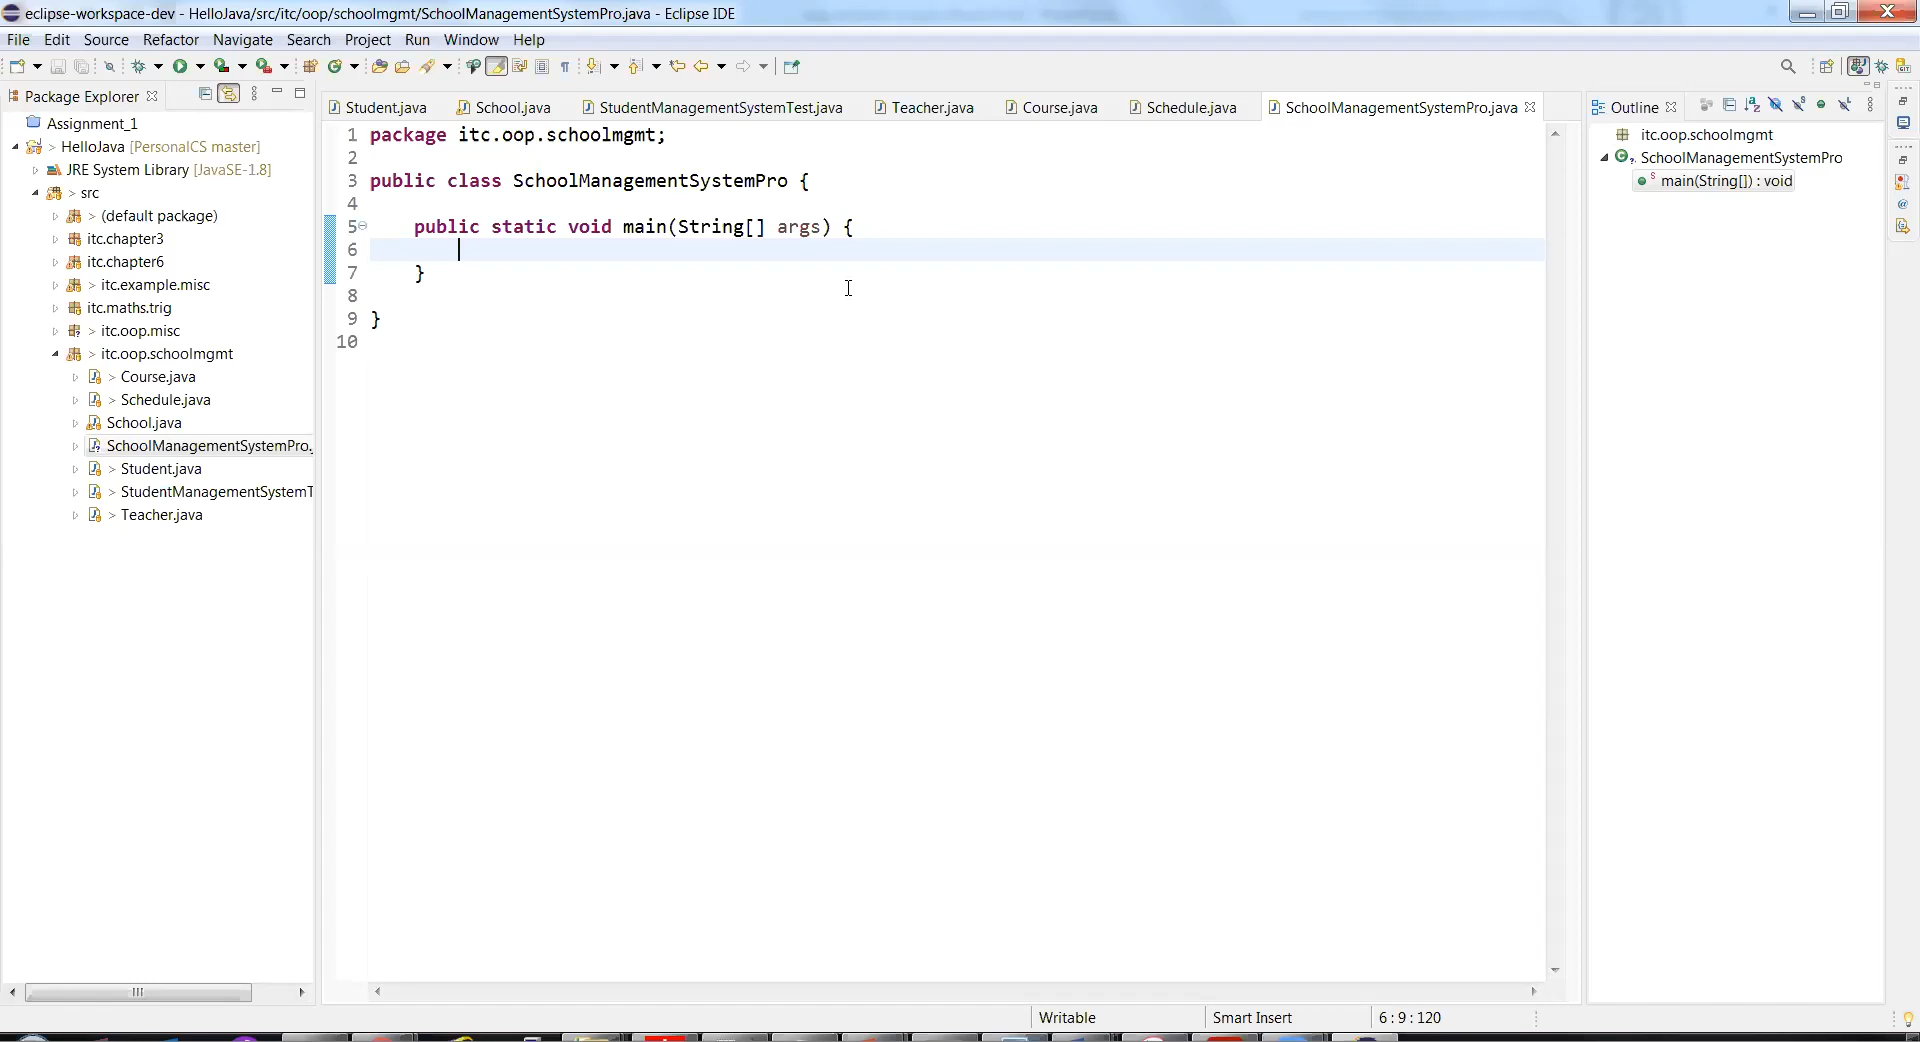 eclipse-workspace-dev - HelloJava/src/itc/oop/schoolmgmt/SchoolManagementSystemPro.java - Eclipse IDE
File Edit Source Refactor Navigate Search Project Run Window Help
Package Explorer
Assignment_1
> HelloJava [PersonalCS master]
JRE System Library [JavaSE-1.8]
> src
> (default package)
itc.chapter3
itc.chapter6
> itc.example.misc
itc.maths.trig
> itc.oop.misc
> itc.oop.schoolmgmt
> Course.java
> Schedule.java
School.java
SchoolManagementSystemPro.
> Student.java
> StudentManagementSystemT
> Teacher.java
Student.java School.java StudentManagementSystemTest.java Teacher.java Course.java Schedule.java SchoolManagementSystemPro.java
1 package itc.oop.schoolmgmt;
2
3 public class SchoolManagementSystemPro {
4
5 public static void main(String[] args) {
6
7 }
8
9 }
10
Outline
itc.oop.schoolmgmt
SchoolManagementSystemPro
main(String[]) : void
Writable Smart Insert 6 : 9 : 120